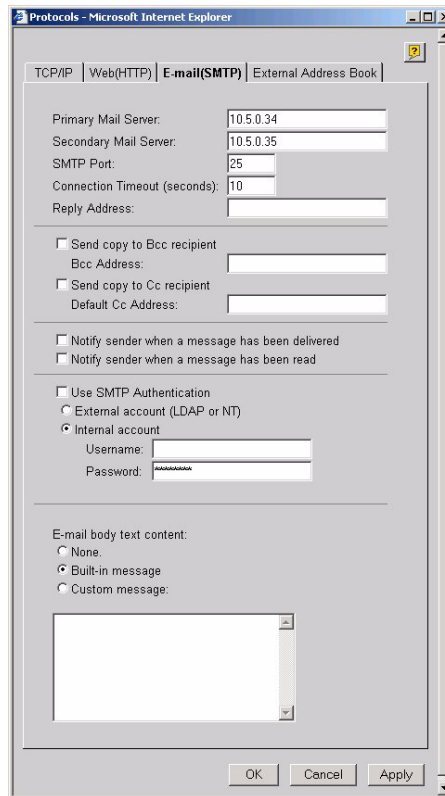 Protocols - Microsoft Internet Explorer
TCP/IP Web(HTTP) E-mail(SMTP) External Address Book
Primary Mail Server: 10.5.0.34
Secondary Mail Server: 10.5.0.35
SMTP Port: 25
Connection Timeout (seconds): 10
Reply Address:
Send copy to Bcc recipient
Bcc Address:
Send copy to Cc recipient
Default Cc Address:
Notify sender when a message has been delivered
Notify sender when a message has been read
Use SMTP Authentication
External account (LDAP or NT)
Internal account
Username:
Password: ********
E-mail body text content:
None.
Built-in message
Custom message:
OK Cancel Apply